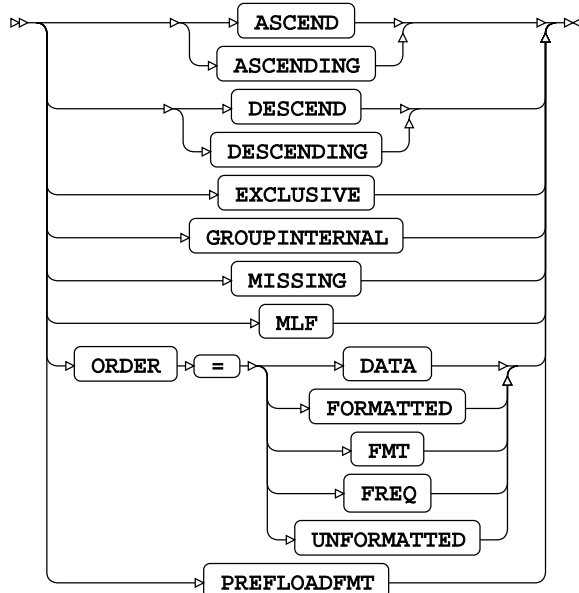 ASCEND
ASCENDING
DESCEND
DESCENDING
EXCLUSIVE
GROUPINTERNAL
MISSING
MLF
ORDER = DATA
FORMATTED
FMT
FREQ
UNFORMATTED
PREFLOADFMT